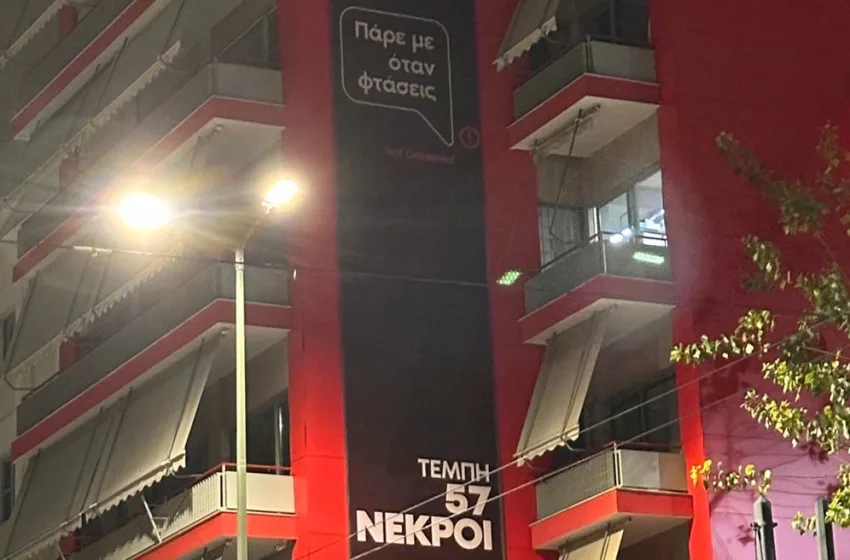 Πάρε με
όταν
φτάσεις
!
Not Delivered
ΤΕΜΠΗ
57
ΝΕΚΡΟΙ